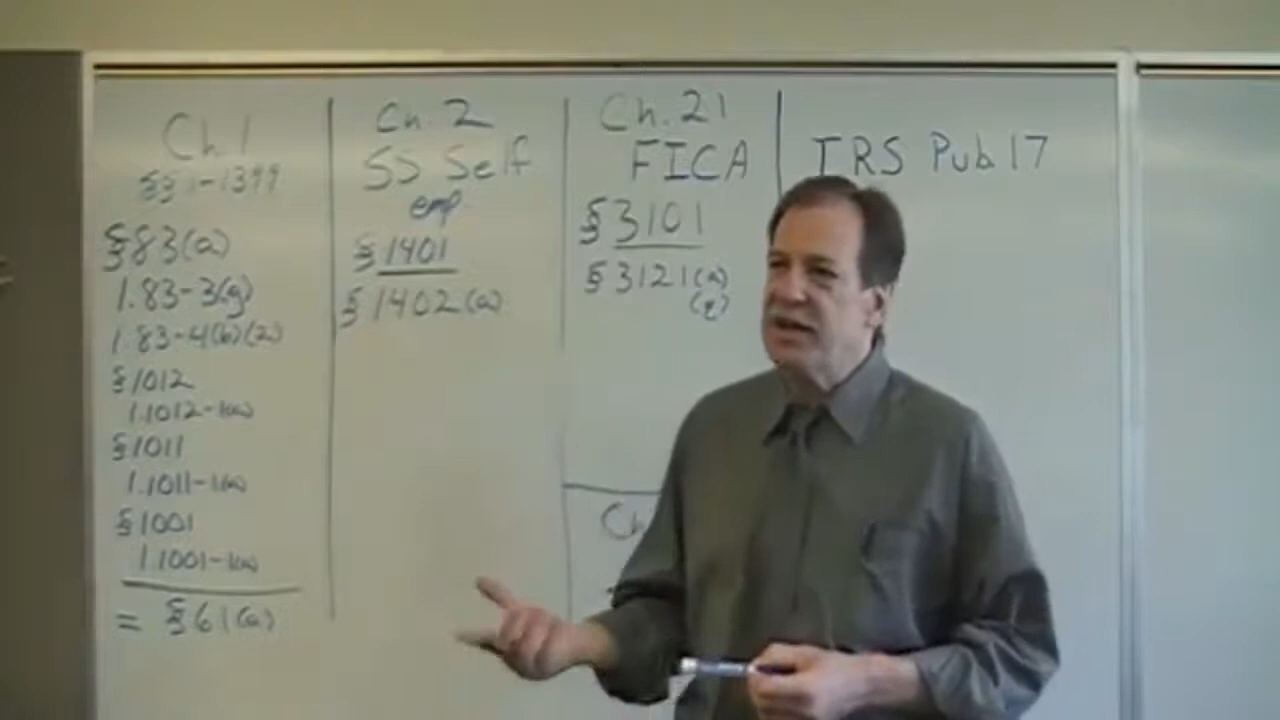 Ch.1
§§1-1399
§83(a)
1.83-3(g)
1.83-4(b)(2)
§1012
1.1012-1(a)
§1011
1.1011-1(a)
§1001
1.1001-1(a)
= §61(a)
Ch. 2
SS Self
emp
§1401
§1402(a)
Ch.21
FICA
§3101
§3121(a)
Ch
IRS Pub 17